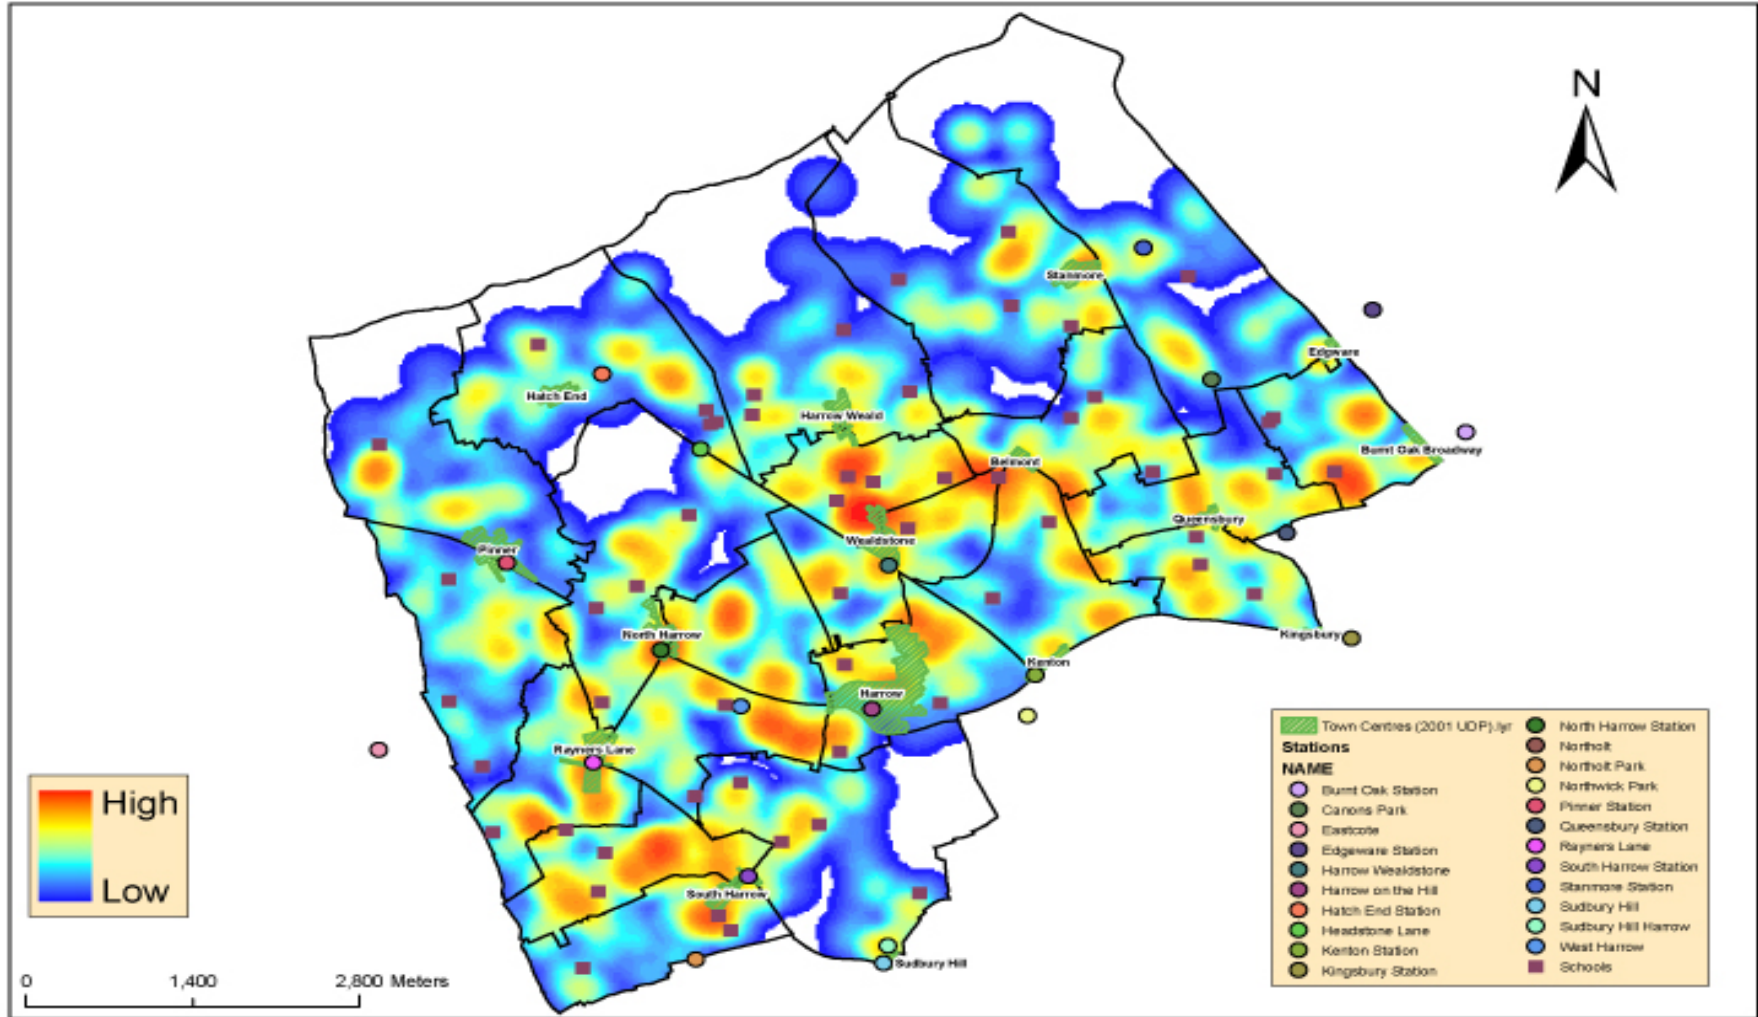 N
Stanmore
Edgware
Hatch End
Harrow Weald
Burnt Oak Broadway
Belmont
Queensbury
Wealdstone
Pinner
North Harrow
Kingsbury
Kenton
Harrow
Rayners Lane
South Harrow
Sudbury Hill
High
Low
0 1,400 2,800 Meters
Town Centres (2001 UDP).lyr
Stations
NAME
Burnt Oak Station
Canons Park
Eastcote
Edgeware Station
Harrow Wealdstone
Harrow on the Hill
Hatch End Station
Headstone Lane
Kenton Station
Kingsbury Station
North Harrow Station
Northolt
Northolt Park
Northwick Park
Pinner Station
Queensbury Station
Rayners Lane
South Harrow Station
Stanmore Station
Sudbury Hill
Sudbury Hill Harrow
West Harrow
Schools